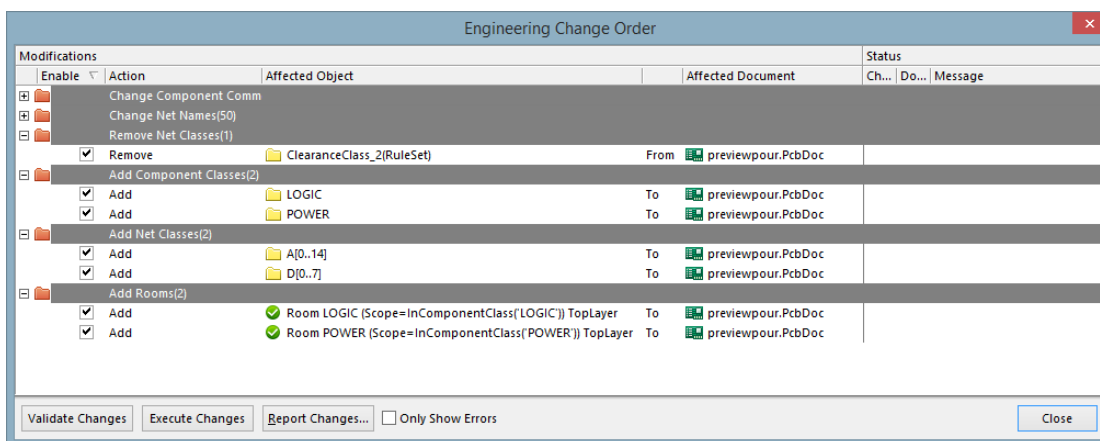 Engineering Change Order
Modifications Status
Enable Action Affected Object Affected Document Ch... Do... Message
Change Component Comm
Change Net Names(50)
Remove Net Classes(1)
Remove ClearanceClass_2(RuleSet) From previewpour.PcbDoc
Add Component Classes(2)
Add LOGIC To previewpour.PcbDoc
Add POWER To previewpour.PcbDoc
Add Net Classes(2)
Add A[0..14] To previewpour.PcbDoc
Add D[0..7] To previewpour.PcbDoc
Add Rooms(2)
Add Room LOGIC (Scope=InComponentClass('LOGIC')) TopLayer To previewpour.PcbDoc
Add Room POWER (Scope=InComponentClass('POWER')) TopLayer To previewpour.PcbDoc
Validate Changes Execute Changes Report Changes... Only Show Errors Close